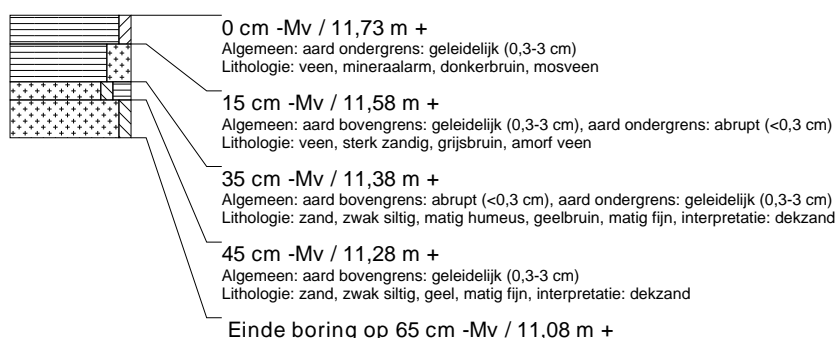 0 cm -Mv / 11,73 m +
Algemeen: aard ondergrens: geleidelijk (0,3-3 cm)
Lithologie: veen, mineraalarm, donkerbruin, mosveen
15 cm -Mv / 11,58 m +
Algemeen: aard bovengrens: geleidelijk (0,3-3 cm), aard ondergrens: abrupt (<0,3 cm)
Lithologie: veen, sterk zandig, grijsbruin, amorf veen
35 cm -Mv / 11,38 m +
Algemeen: aard bovengrens: abrupt (<0,3 cm), aard ondergrens: geleidelijk (0,3-3 cm)
Lithologie: zand, zwak siltig, matig humeus, geelbruin, matig fijn, interpretatie: dekzand
45 cm -Mv / 11,28 m +
Algemeen: aard bovengrens: geleidelijk (0,3-3 cm)
Lithologie: zand, zwak siltig, geel, matig fijn, interpretatie: dekzand
Einde boring op 65 cm -Mv / 11,08 m +